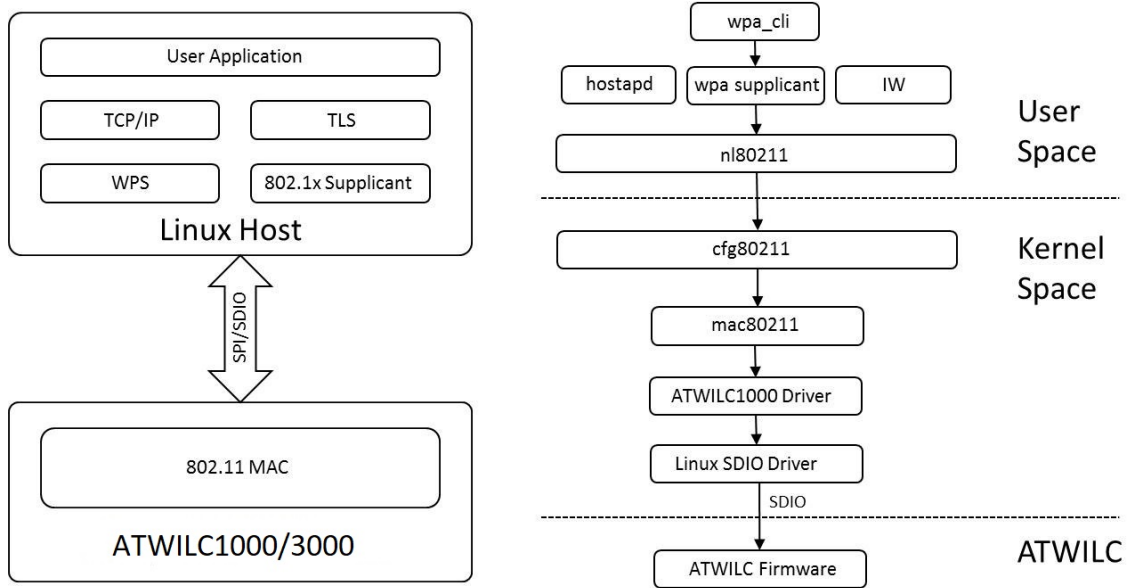 User Application
TCP/IP
TLS
WPS
802.1x Supplicant
Linux Host
SPI/SDIO
802.11 MAC
ATWILC1000/3000
wpa_cli
hostapd
wpa supplicant
IW
nl80211
User
Space
cfg80211
Kernel
Space
mac80211
ATWILC1000 Driver
Linux SDIO Driver
SDIO
ATWILC
ATWILC Firmware